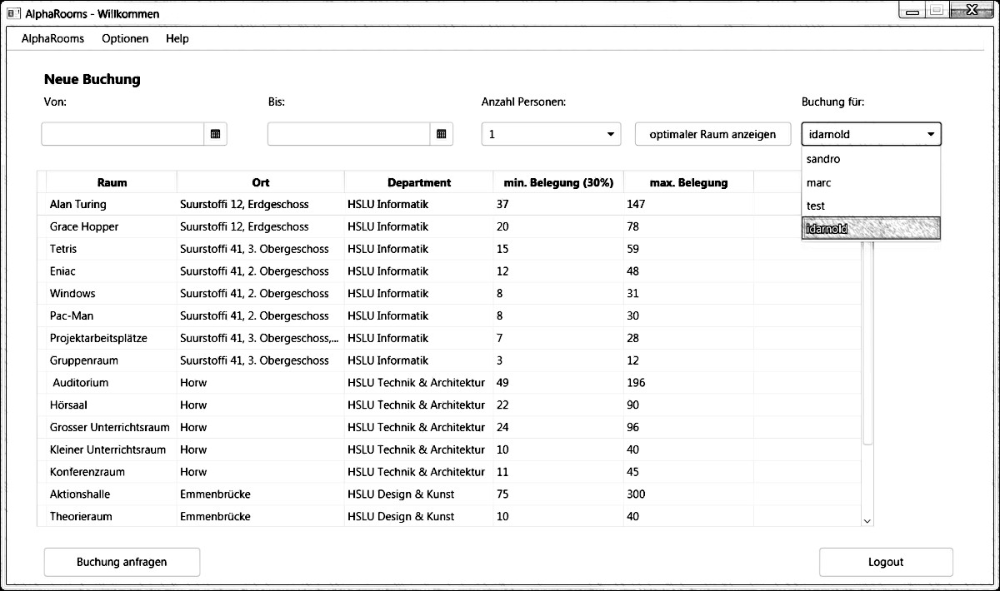 AlphaRooms - Willkommen
AlphaRooms Optionen Help
Neue Buchung
Von: Bis: Anzahl Personen: Buchung für:
1 optimaler Raum anzeigen idarnold
sandro
marc
test
idarnold
Raum Ort Department min. Belegung (30%) max. Belegung
Alan Turing Suurstoffi 12, Erdgeschoss HSLU Informatik 37 147
Grace Hopper Suurstoffi 12, Erdgeschoss HSLU Informatik 20 78
Tetris Suurstoffi 41, 3. Obergeschoss HSLU Informatik 15 59
Eniac Suurstoffi 41, 2. Obergeschoss HSLU Informatik 12 48
Windows Suurstoffi 41, 2. Obergeschoss HSLU Informatik 8 31
Pac-Man Suurstoffi 41, 2. Obergeschoss HSLU Informatik 8 30
Projektarbeitsplätze Suurstoffi 41, 3. Obergeschoss,... HSLU Informatik 7 28
Gruppenraum Suurstoffi 41, 3. Obergeschoss HSLU Informatik 3 12
Auditorium Horw HSLU Technik & Architektur 49 196
Hörsaal Horw HSLU Technik & Architektur 22 90
Grosser Unterrichtsraum Horw HSLU Technik & Architektur 24 96
Kleiner Unterrichtsraum Horw HSLU Technik & Architektur 10 40
Konferenzraum Horw HSLU Technik & Architektur 11 45
Aktionshalle Emmenbrücke HSLU Design & Kunst 75 300
Theorieraum Emmenbrücke HSLU Design & Kunst 10 40
Buchung anfragen Logout